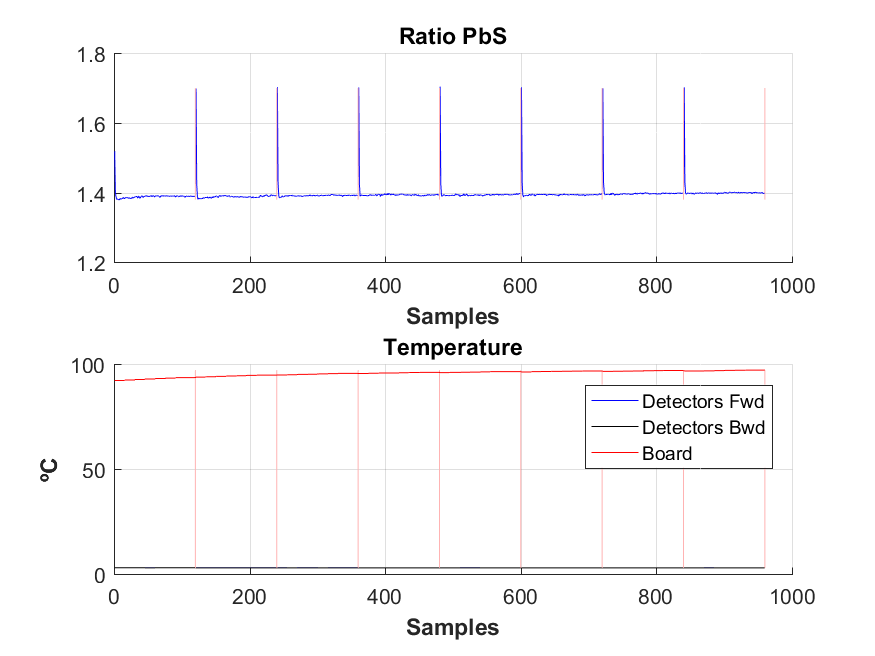 Ratio PbS
1.8
1.6
1.4
1.2
0 200 400 600 800 1000
Samples
Temperature
100
50
0
ºC
Detectors Fwd
Detectors Bwd
Board
0 200 400 600 800 1000
Samples